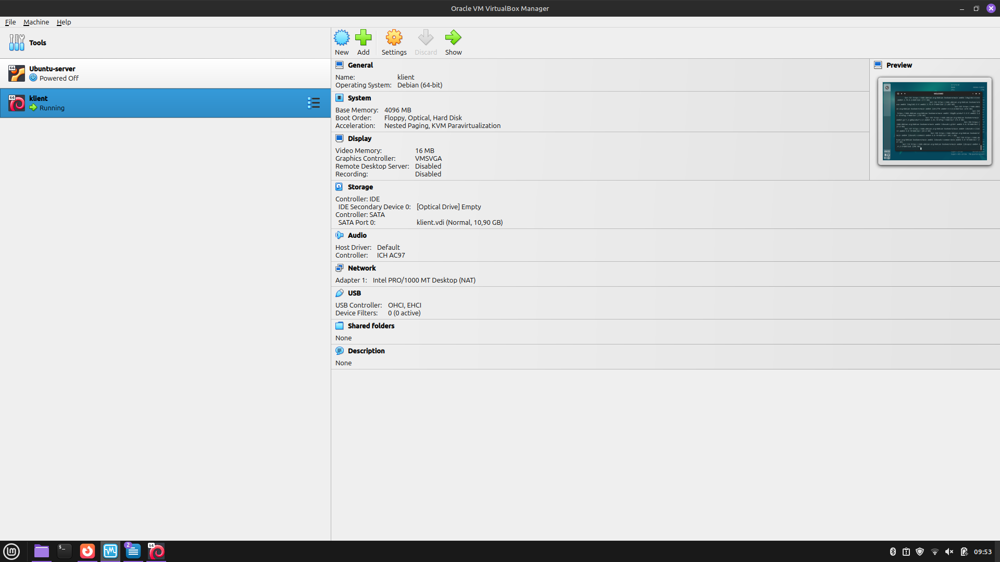 Oracle VM VirtualBox Manager
File Machine Help
Tools
New Add Settings Discard Show
64 Ubuntu-server
Powered Off
64 klient
Running
General
Name: klient
Operating System: Debian (64-bit)
System
Base Memory: 4096 MB
Boot Order: Floppy, Optical, Hard Disk
Acceleration: Nested Paging, KVM Paravirtualization
Display
Video Memory: 16 MB
Graphics Controller: VMSVGA
Remote Desktop Server: Disabled
Recording: Disabled
Preview
Storage
Controller: IDE
IDE Secondary Device 0: [Optical Drive] Empty
Controller: SATA
SATA Port 0: klient.vdi (Normal, 10,90 GB)
Audio
Host Driver: Default
Controller: ICH AC97
Network
Adapter 1: Intel PRO/1000 MT Desktop (NAT)
USB
USB Controller: OHCI, EHCI
Device Filters: 0 (0 active)
Shared folders
None
Description
None
2 64 09:53